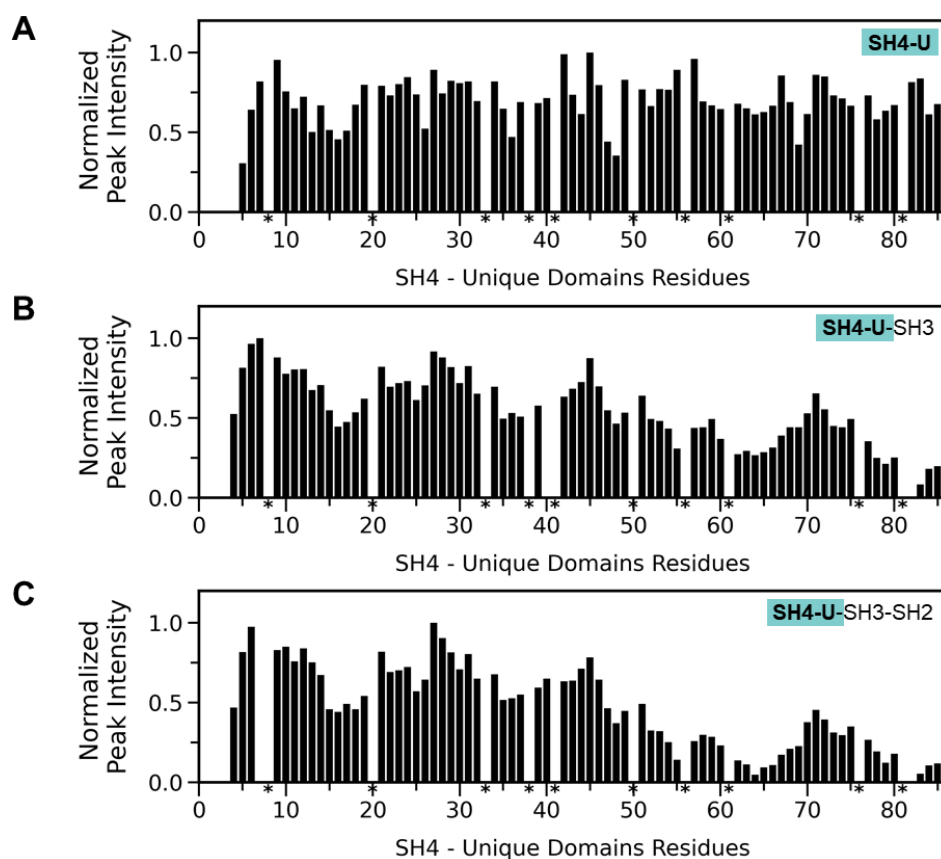 A
SH4-U
Normalized
Peak Intensity
1.0
0.5
0.0
* * * * * * * * * *
0 10 20 30 40 50 60 70 80
SH4 - Unique Domains Residues
B
SH4-U-SH3
Normalized
Peak Intensity
1.0
0.5
0.0
* * * * * * * * * *
0 10 20 30 40 50 60 70 80
SH4 - Unique Domains Residues
C
SH4-U-SH3-SH2
Normalized
Peak Intensity
1.0
0.5
0.0
* * * * * * * * * *
0 10 20 30 40 50 60 70 80
SH4 - Unique Domains Residues